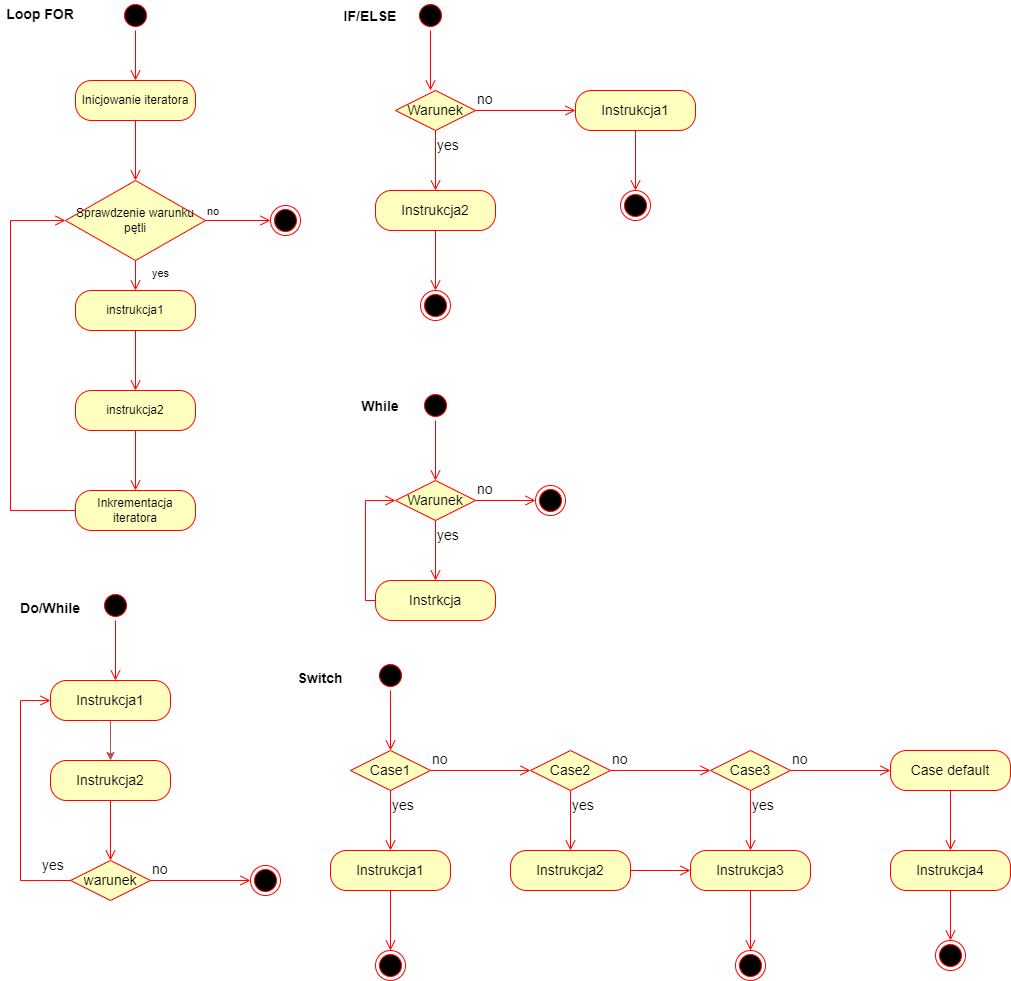 Loop FOR
Inicjowanie iteratora
Sprawdzenie warunku
pętli
no
yes
instrukcja1
instrukcja2
Inkrementacja
iteratora
IF/ELSE
Warunek
no
Instrukcja1
yes
Instrukcja2
While
Warunek
no
yes
Instrkcja
Do/While
Instrukcja1
Instrukcja2
yes
warunek
no
Switch
Case1
no
Case2
no
Case3
no
Case default
yes
yes
yes
Instrukcja1
Instrukcja2
Instrukcja3
Instrukcja4